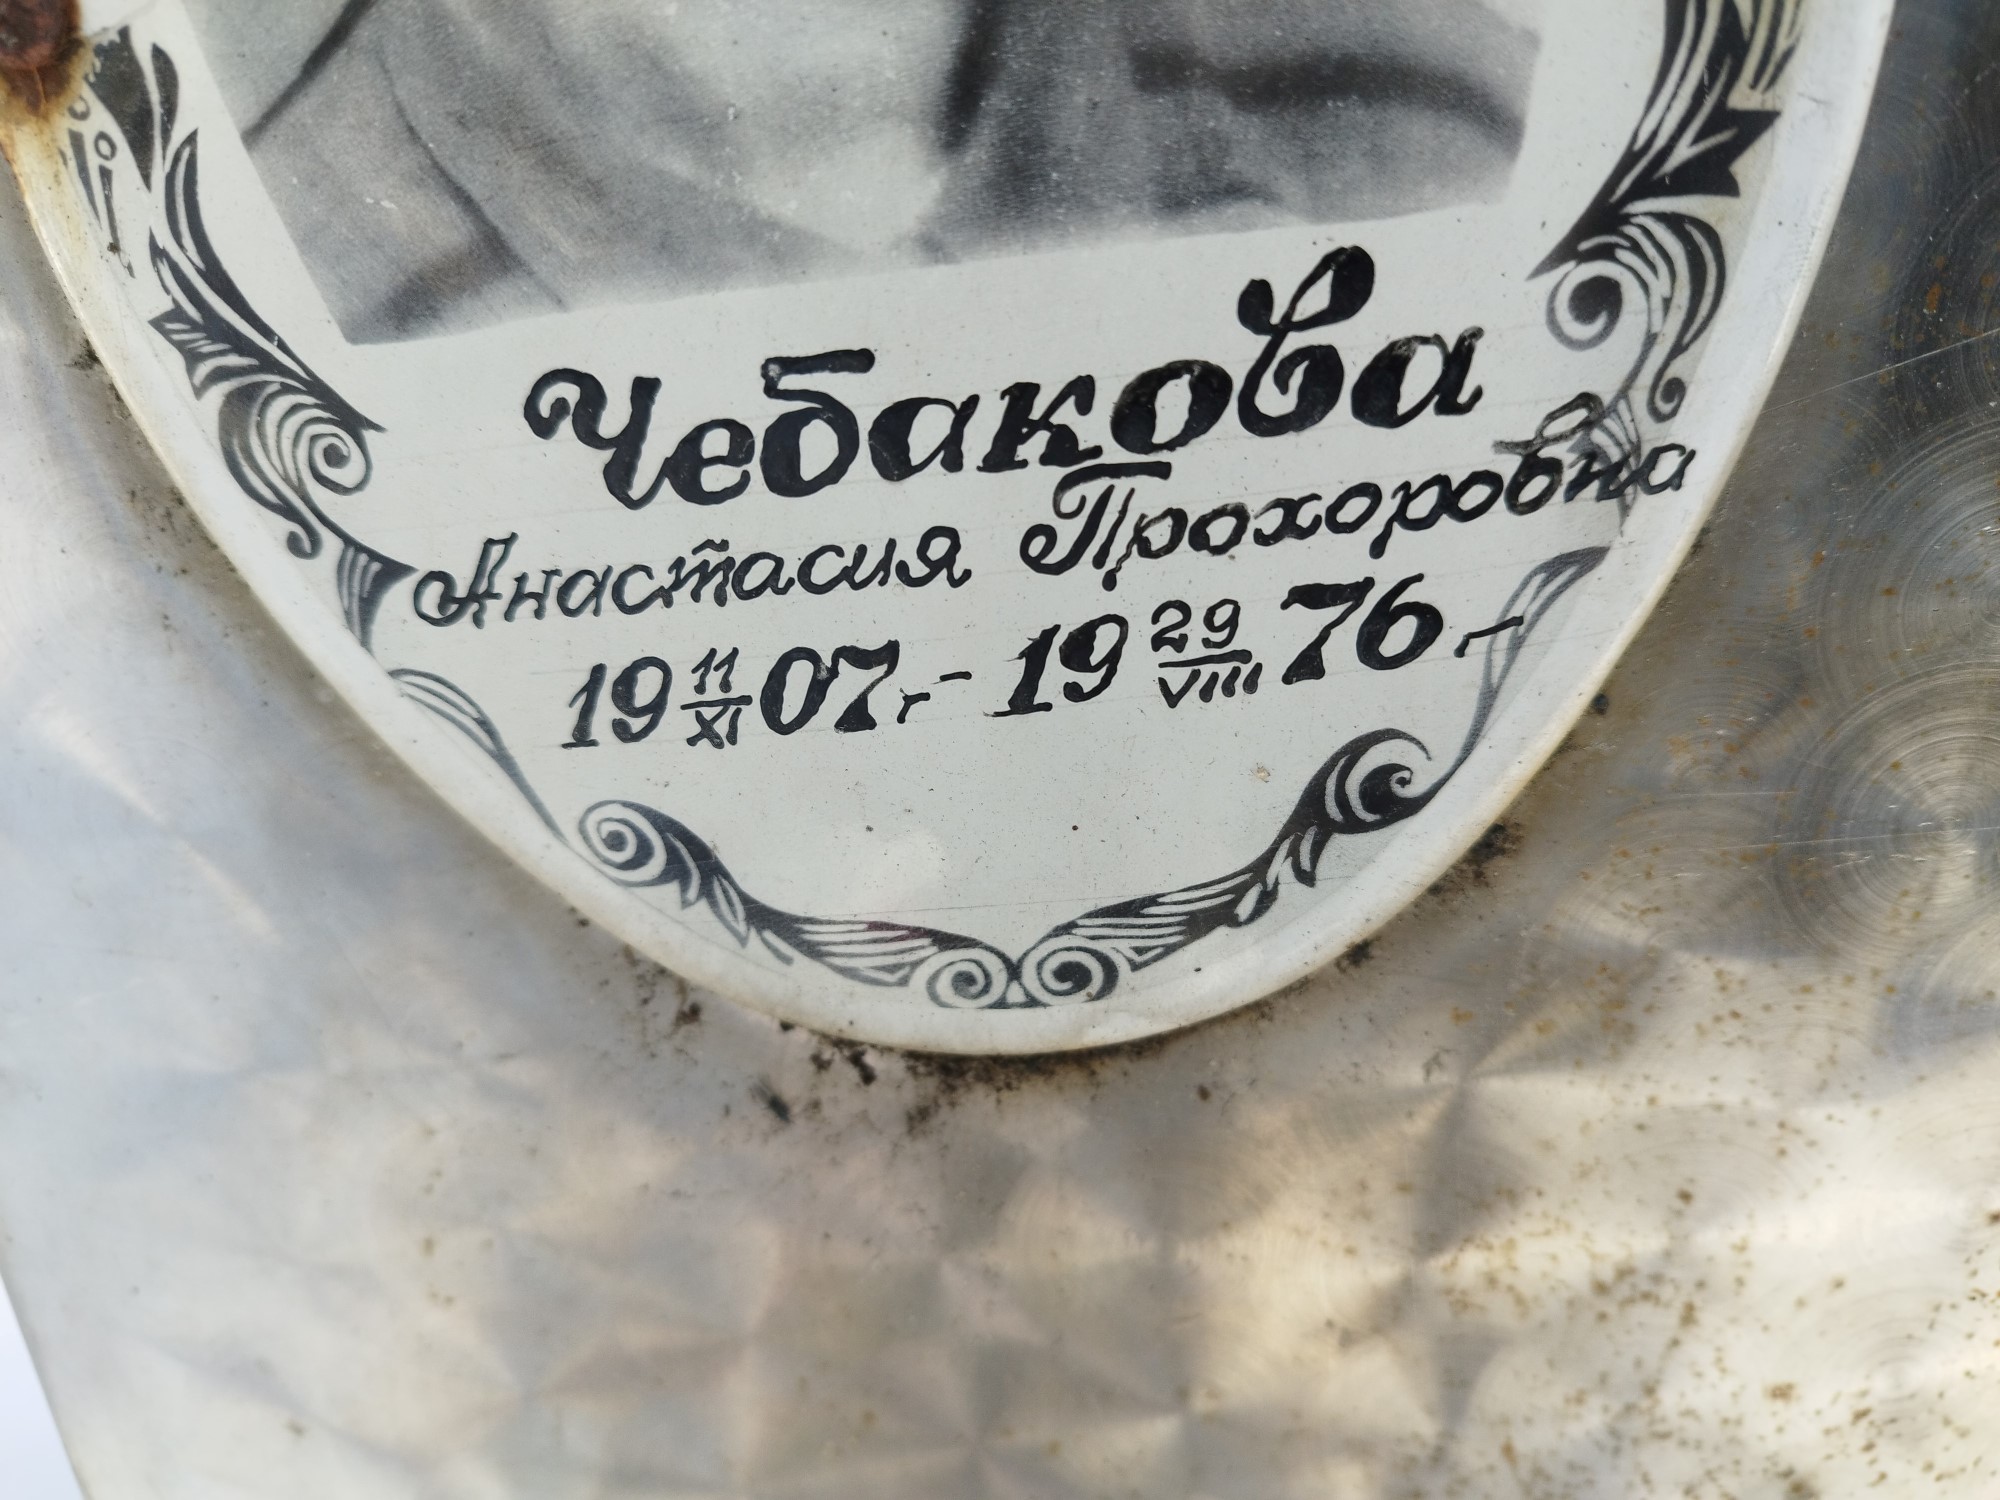 Чебакова
Анастасия Прохоровна
19 11/XI 07 г. - 19 29/VIII 76 г.